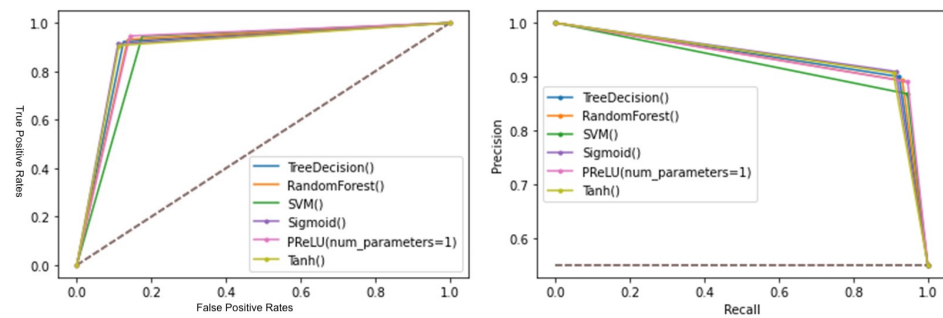 True Positive Rates
1.0
0.8
0.6
0.4
0.2
0.0
TreeDecision()
RandomForest()
SVM()
Sigmoid()
PReLU(num_parameters=1)
Tanh()
0.0 0.2 0.4 0.6 0.8 1.0
False Positive Rates
Precision
1.0
0.9
0.8
0.7
0.6
TreeDecision()
RandomForest()
SVM()
Sigmoid()
PReLU(num_parameters=1)
Tanh()
0.0 0.2 0.4 0.6 0.8 1.0
Recall